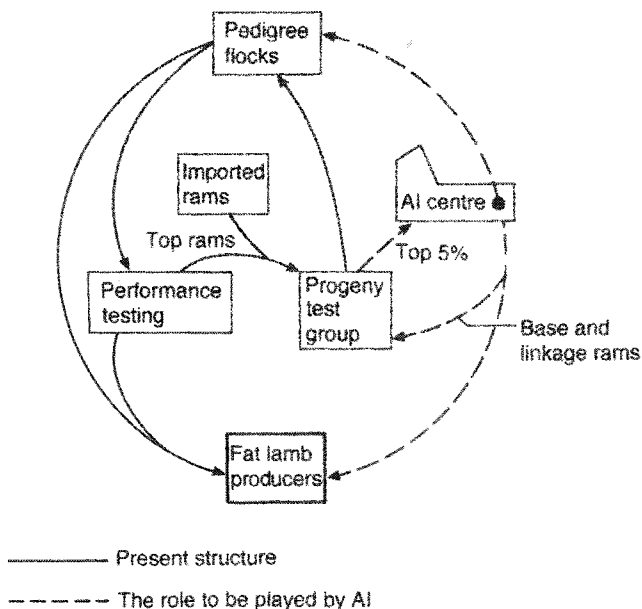 Pedigree
flocks
Imported
rams
AI centre
Top rams
Top 5%
Performance
testing
Progeny
test
group
Base and
linkage rams
Fat lamb
producers
Present structure
The role to be played by AI